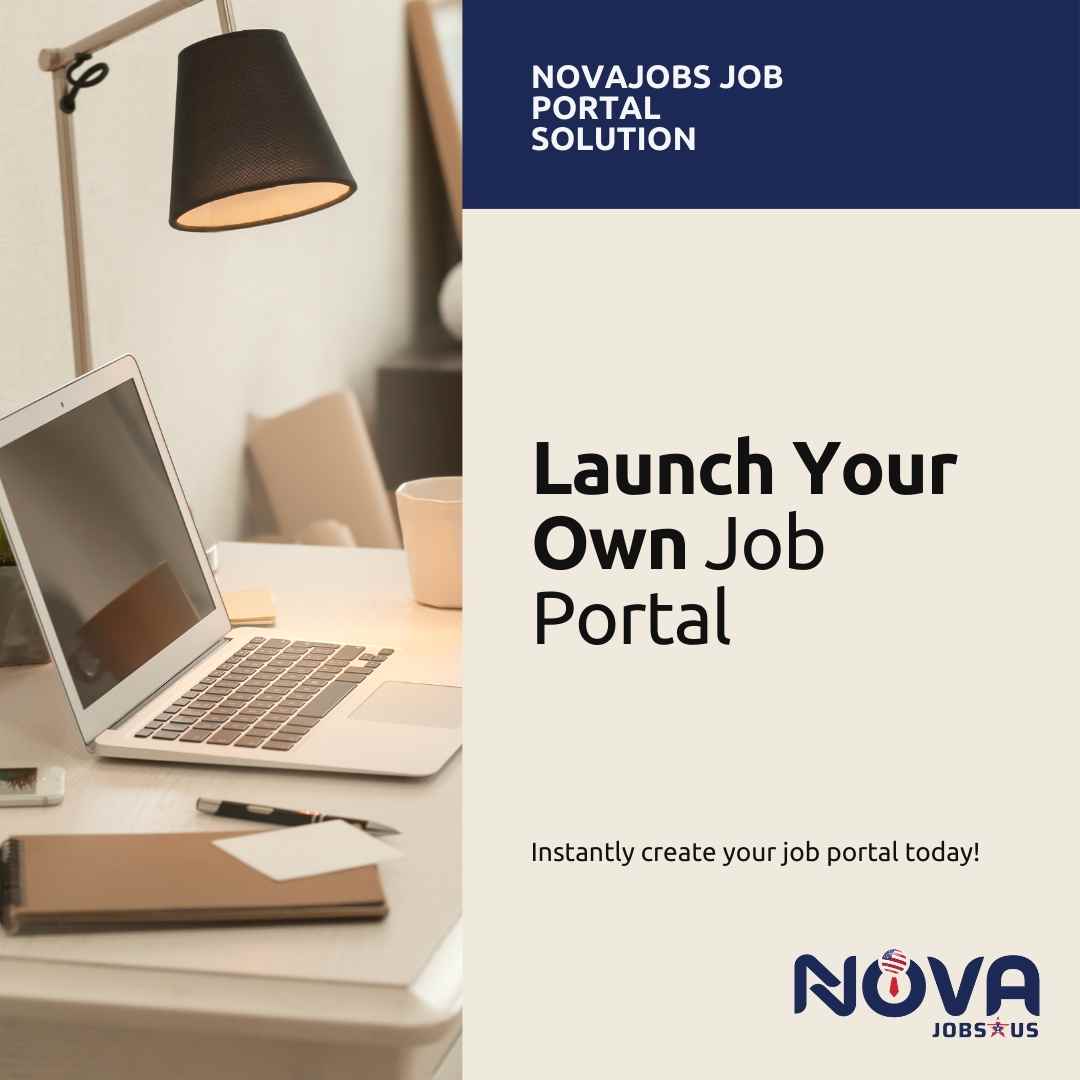 NOVAJOBS JOB
PORTAL
SOLUTION
Launch Your
Own Job
Portal
Instantly create your job portal today!
NOVA
JOBS US